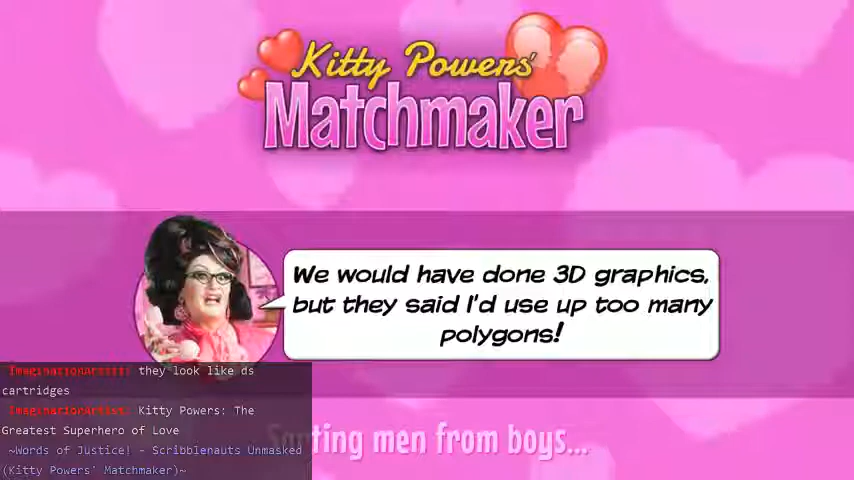 Kitty Powers'
Matchmaker
We would have done 3D graphics,
but they said I'd use up too many
polygons!
ImaginationArtist: they look like ds
cartridges
ImaginationArtist: Kitty Powers: The
Greatest Superhero of Love
~Words of Justice! - Scribblenauts Unmasked
(Kitty Powers' Matchmaker)~
Sorting men from boys...